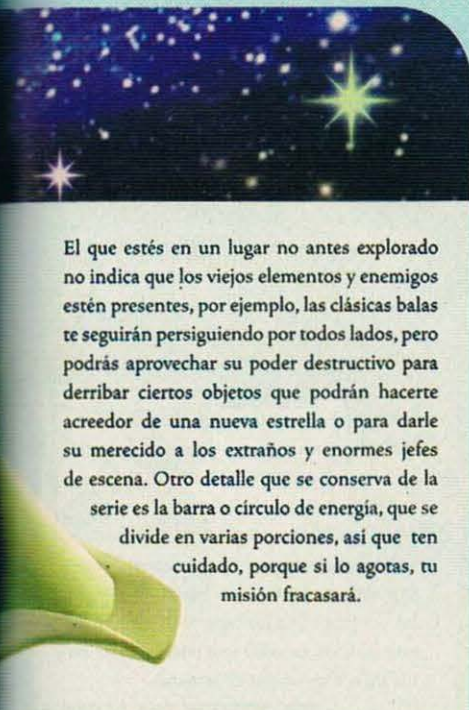 El que estés en un lugar no antes explorado
no indica que los viejos elementos y enemigos
estén presentes, por ejemplo, las clásicas balas
te seguirán persiguiendo por todos lados, pero
podrás aprovechar su poder destructivo para
derribar ciertos objetos que podrán hacerte
acreedor de una nueva estrella o para darle
su merecido a los extraños y enormes jefes
de escena. Otro detalle que se conserva de la
serie es la barra o círculo de energía, que se
divide en varias porciones, así que ten
cuidado, porque si lo agotas, tu
misión fracasará.